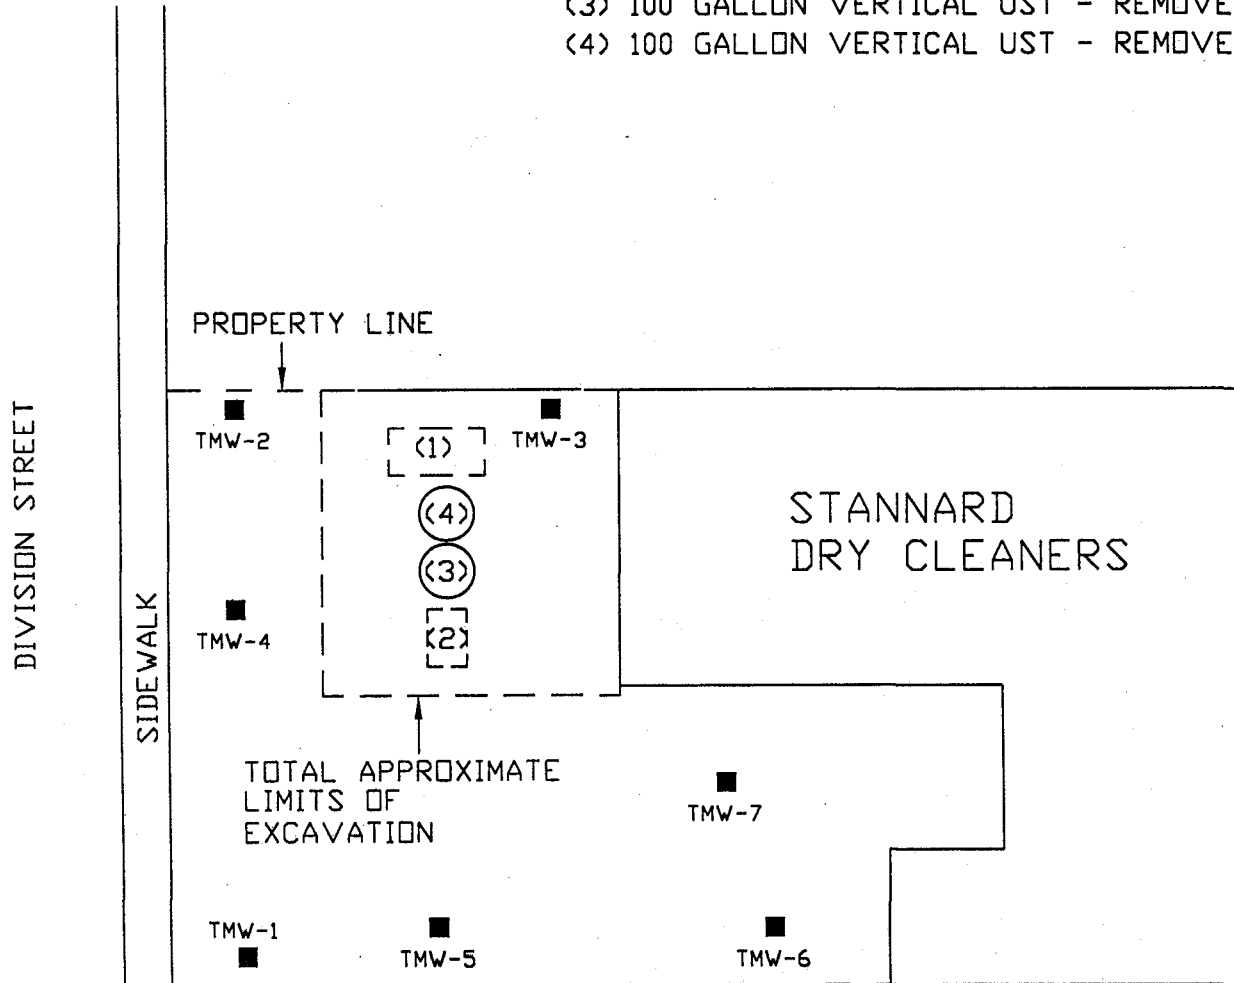 (3) 100 GALLON VERTICAL UST - REMOVE
(4) 100 GALLON VERTICAL UST - REMOVE
PROPERTY LINE
TMW-2
(1)
TMW-3
(4)
(3)
(2)
STANNARD
DRY CLEANERS
DIVISION STREET
SIDEWALK
TMW-4
TOTAL APPROXIMATE
LIMITS OF
EXCAVATION
TMW-7
TMW-1
TMW-5
TMW-6